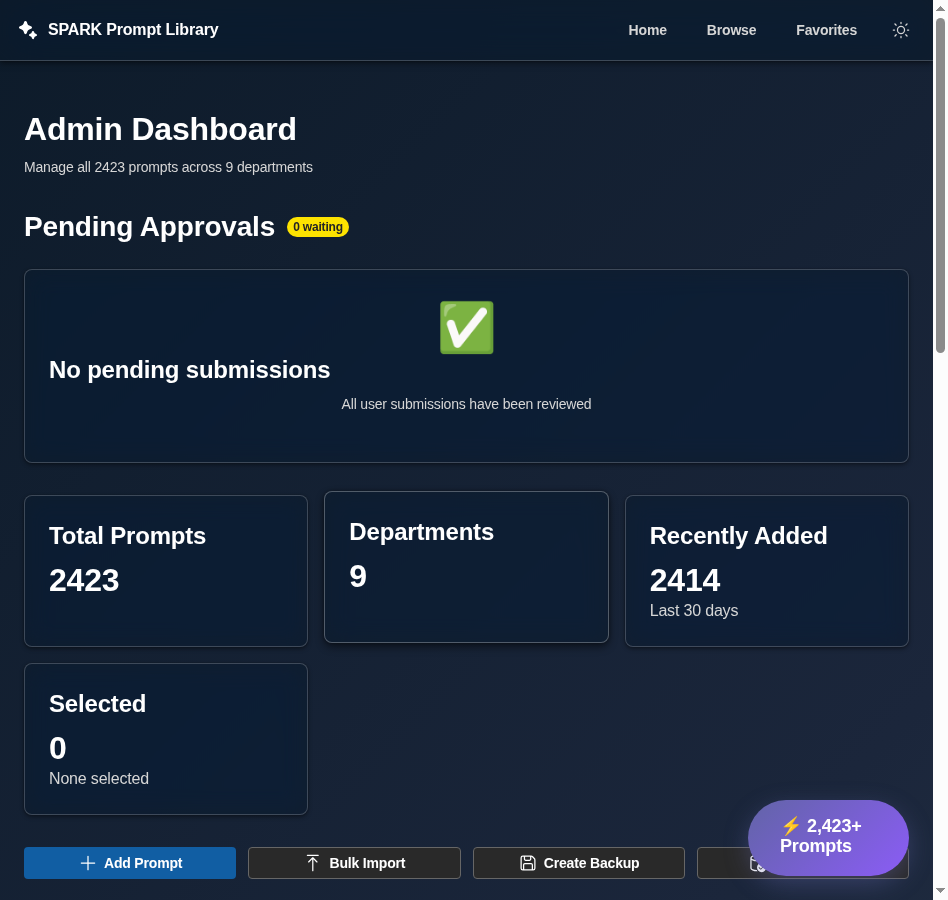 SPARK Prompt Library
Home
Browse
Favorites
Admin Dashboard
Manage all 2423 prompts across 9 departments
Pending Approvals
0 waiting
No pending submissions
All user submissions have been reviewed
Total Prompts
2423
Departments
9
Recently Added
2414
Last 30 days
Selected
0
None selected
Add Prompt
Bulk Import
Create Backup
⚡ 2,423+
Prompts